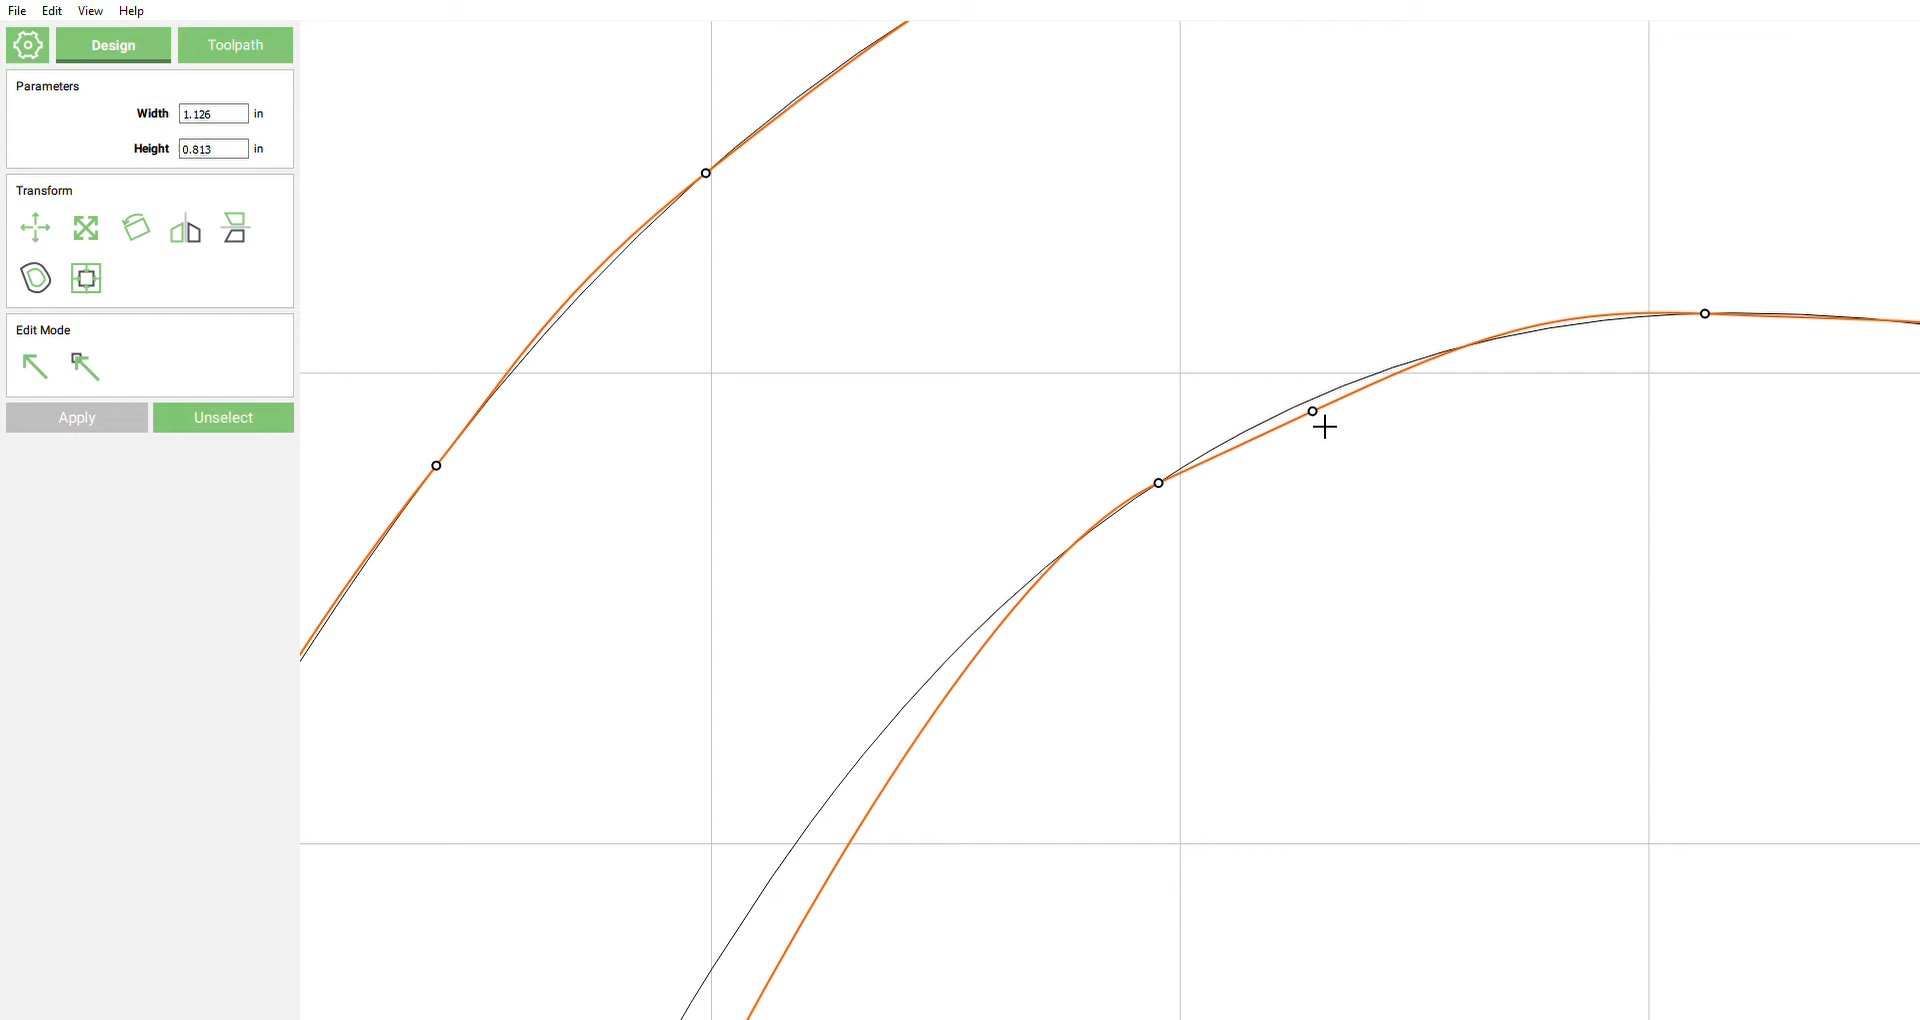 File Edit View Help
Design Toolpath
Parameters
Width 1.126 in
Height 0.813 in
Transform
Edit Mode
Apply Unselect